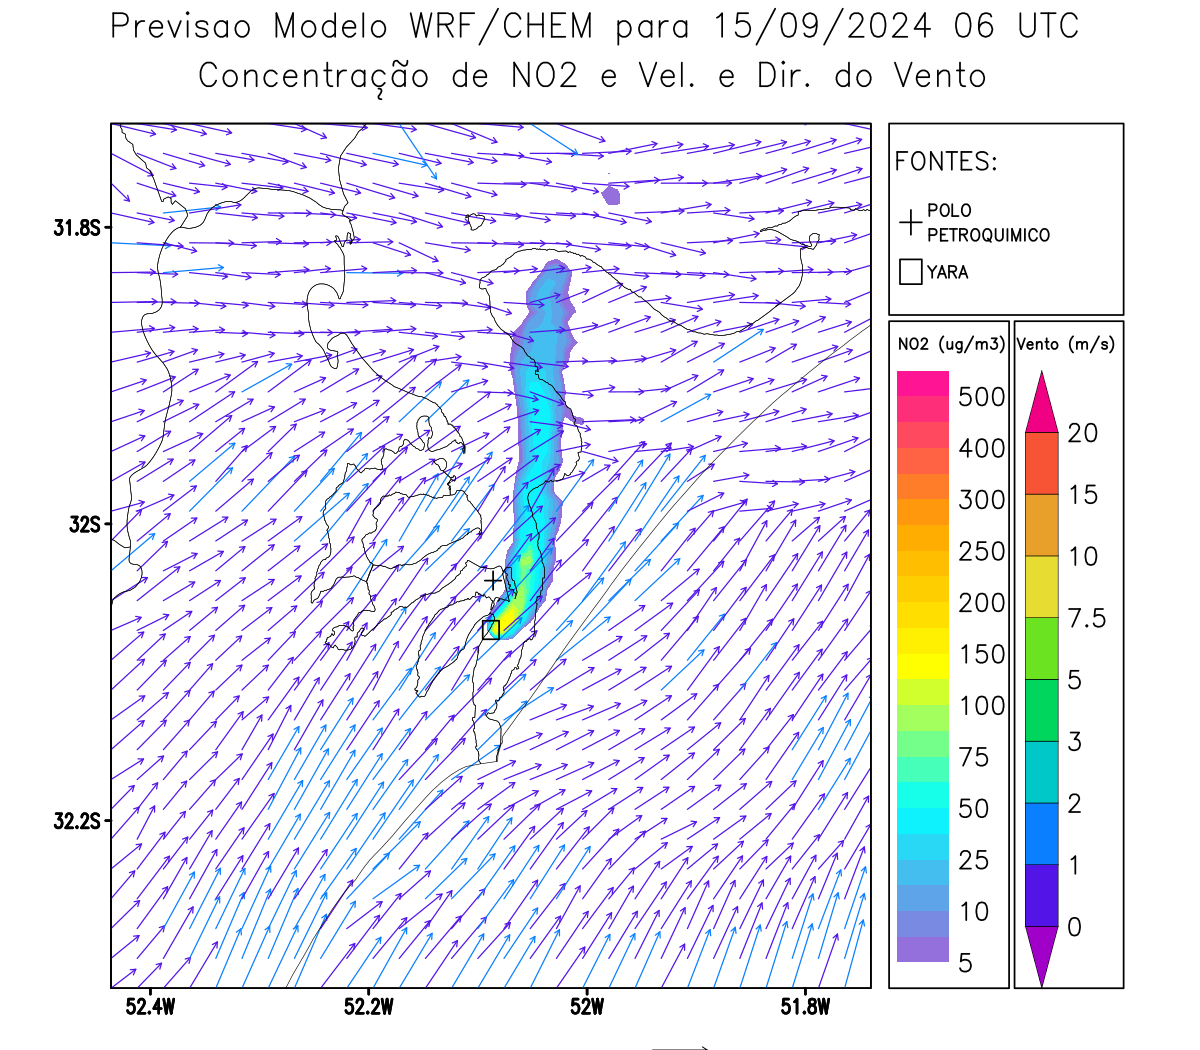 Previsao Modelo WRF/CHEM para 15/09/2024 06 UTC
Concentração de NO2 e Vel. e Dir. do Vento
FONTES:
POLO
PETROQUIMICO
YARA
NO2 (ug/m3)
500
400
300
250
200
150
100
75
50
25
10
5
Vento (m/s)
20
15
10
7.5
5
3
2
1
0
31.8S
32S
32.2S
52.4W
52.2W
52W
51.8W